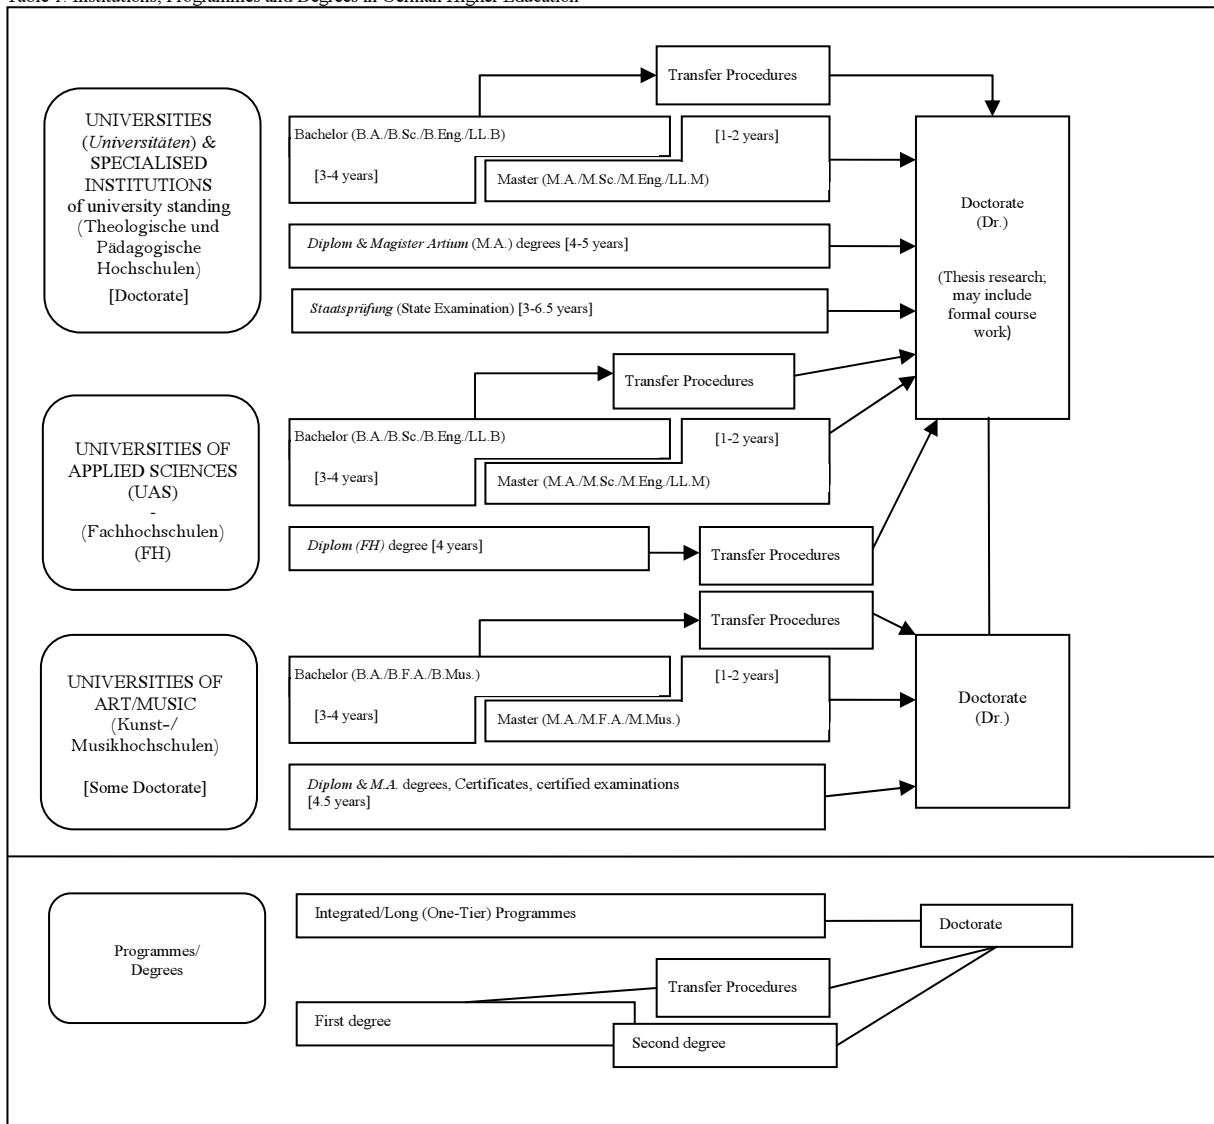 Table 1: Institutions, Programmes and Degrees in German Higher Education
Transfer Procedures
UNIVERSITIES
(Universitäten) &
SPECIALISED
INSTITUTIONS
of university standing
(Theologische und
Pädagogische
Hochschulen)
[Doctorate]
Bachelor (B.A./B.Sc./B.Eng./LL.B)
[3-4 years]
[1-2 years]
Master (M.A./M.Sc./M.Eng./LL.M)
Diplom & Magister Artium (M.A.) degrees [4-5 years]
Staatsprüfung (State Examination) [3-6.5 years]
Doctorate
(Dr.)
(Thesis research;
may include
formal course
work)
Transfer Procedures
UNIVERSITIES OF
APPLIED SCIENCES
(UAS)
-
(Fachhochschulen)
(FH)
Bachelor (B.A./B.Sc./B.Eng./LL.B)
[3-4 years]
[1-2 years]
Master (M.A./M.Sc./M.Eng./LL.M)
Diplom (FH) degree [4 years]
Transfer Procedures
Transfer Procedures
UNIVERSITIES OF
ART/MUSIC
(Kunst-/
Musikhochschulen)
[Some Doctorate]
Bachelor (B.A./B.F.A./B.Mus.)
[3-4 years]
[1-2 years]
Master (M.A./M.F.A./M.Mus.)
Diplom & M.A. degrees, Certificates, certified examinations
[4.5 years]
Doctorate
(Dr.)
Programmes/
Degrees
Integrated/Long (One-Tier) Programmes
Doctorate
Transfer Procedures
First degree
Second degree